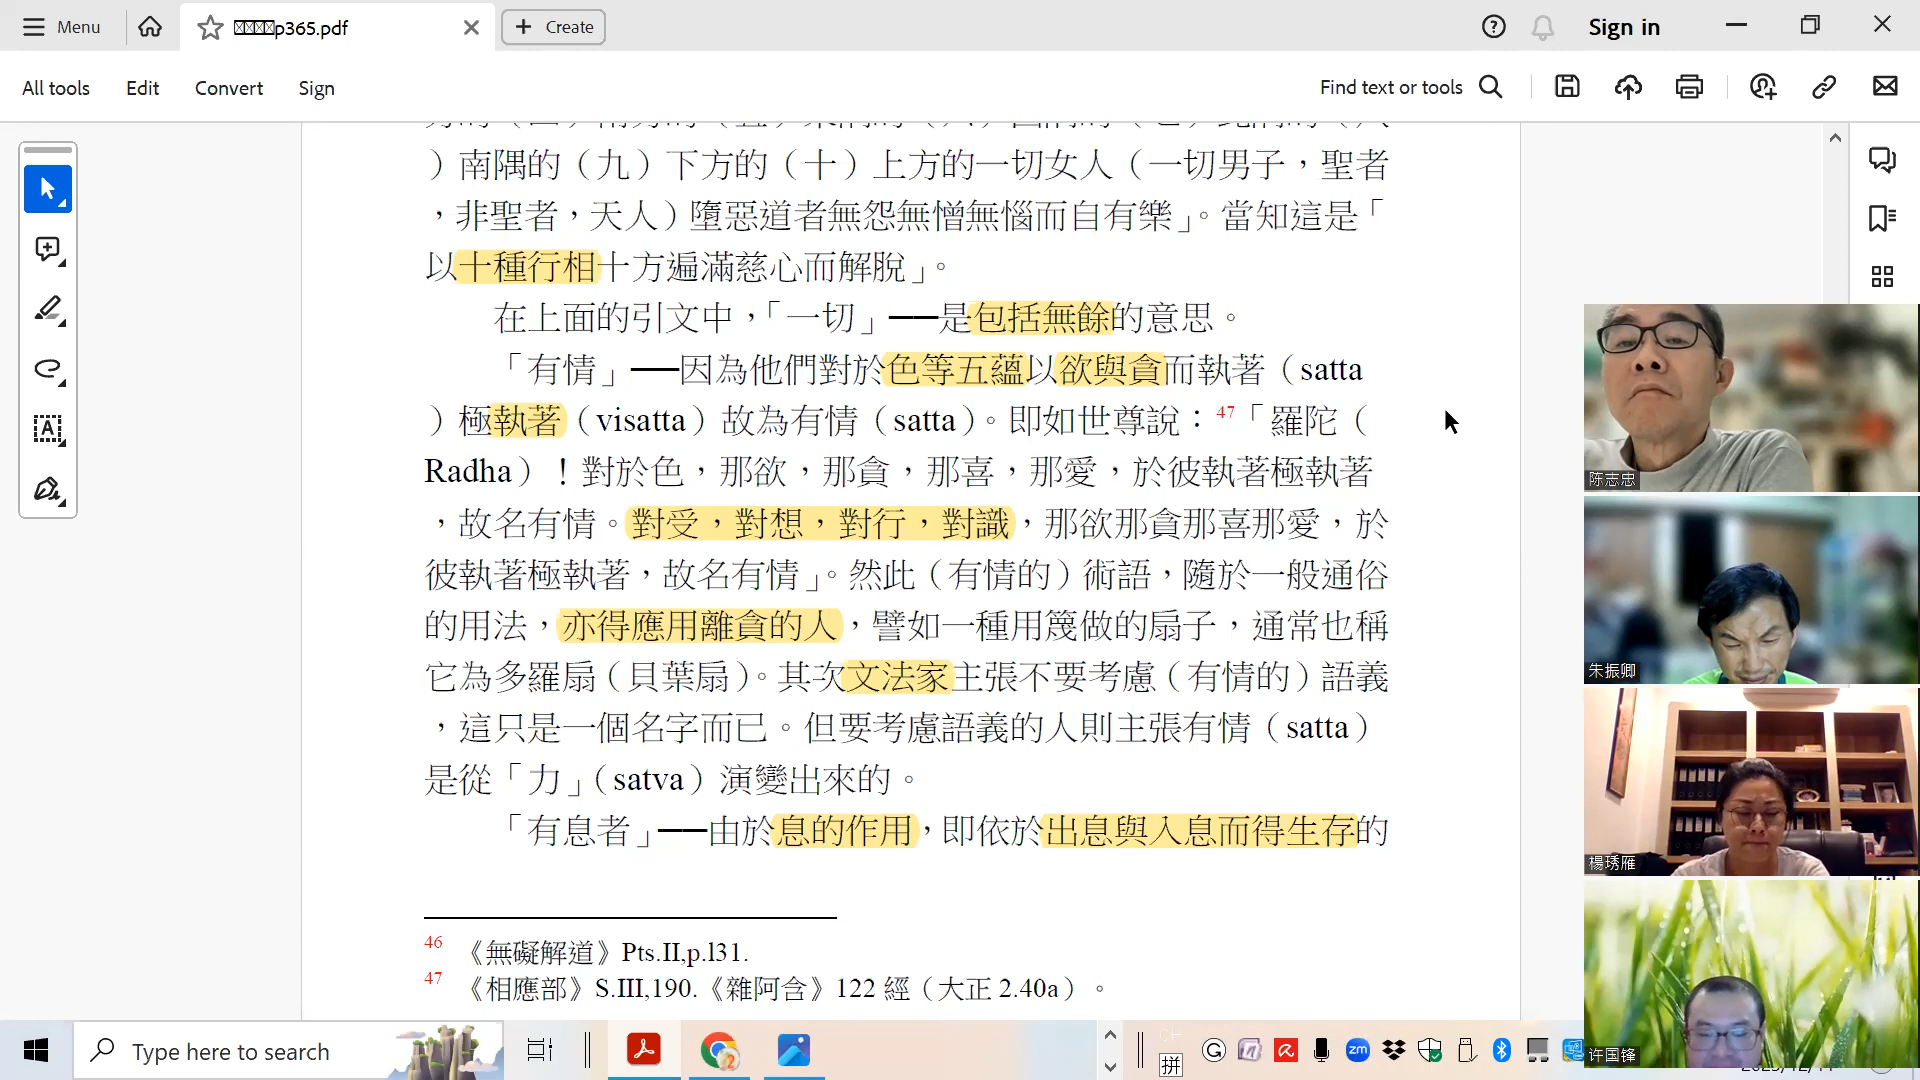 Menu
p365.pdf
Create
Sign in
All tools
Edit
Convert
Sign
Find text or tools
）南隅的（九）下方的（十）上方的一切女人（一切男子，聖者
，非聖者，天人）墮惡道者無怨無憎無惱而自有樂」。當知這是「
以十種行相十方遍滿慈心而解脫」。
在上面的引文中，「一切」──是包括無餘的意思。
「有情」──因為他們對於色等五蘊以欲與貪而執著（satta
）極執著（visatta）故為有情（satta）。即如世尊說：47「羅陀（
Radha）！對於色，那欲，那貪，那喜，那愛，於彼執著極執著
，故名有情。對受，對想，對行，對識，那欲那貪那喜那愛，於
彼執著極執著，故名有情」。然此（有情的）術語，隨於一般通俗
的用法，亦得應用離貪的人，譬如一種用篾做的扇子，通常也稱
它為多羅扇（貝葉扇）。其次文法家主張不要考慮（有情的）語義
，這只是一個名字而已。但要考慮語義的人則主張有情（satta）
是從「力」（satva）演變出來的。
「有息者」──由於息的作用，即依於出息與入息而得生存的
46 《無礙解道》Pts.II,p.l31.
47 《相應部》S.III,190.《雜阿含》122 經（大正 2.40a）。
陈志忠
朱振卿
楊琇雁
许国锋
Type here to search
拼
zm